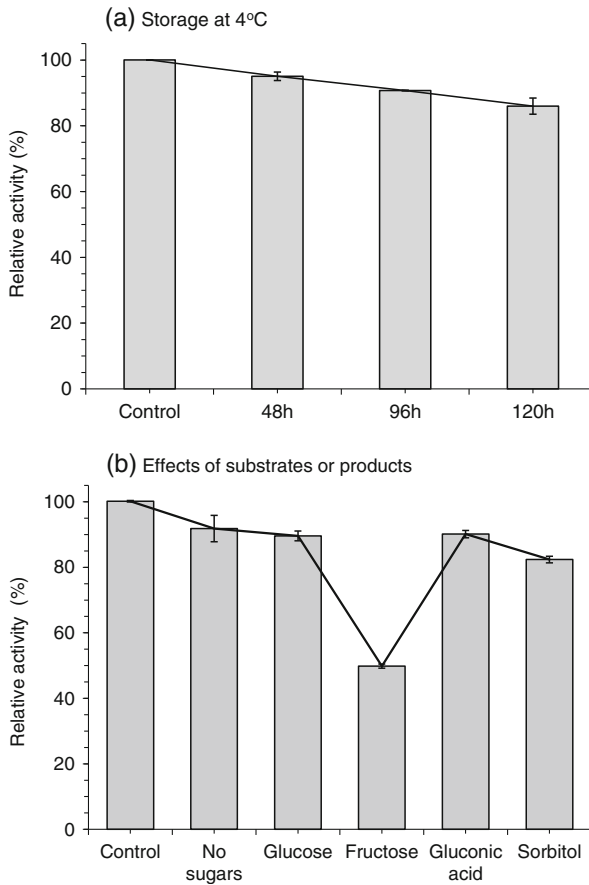 (a) Storage at 4ºC
Relative activity (%)
100
80
60
40
20
0
Control 48h 96h 120h
(b) Effects of substrates or products
Relative activity (%)
100
80
60
40
20
0
Control No sugars Glucose Fructose Gluconic acid Sorbitol